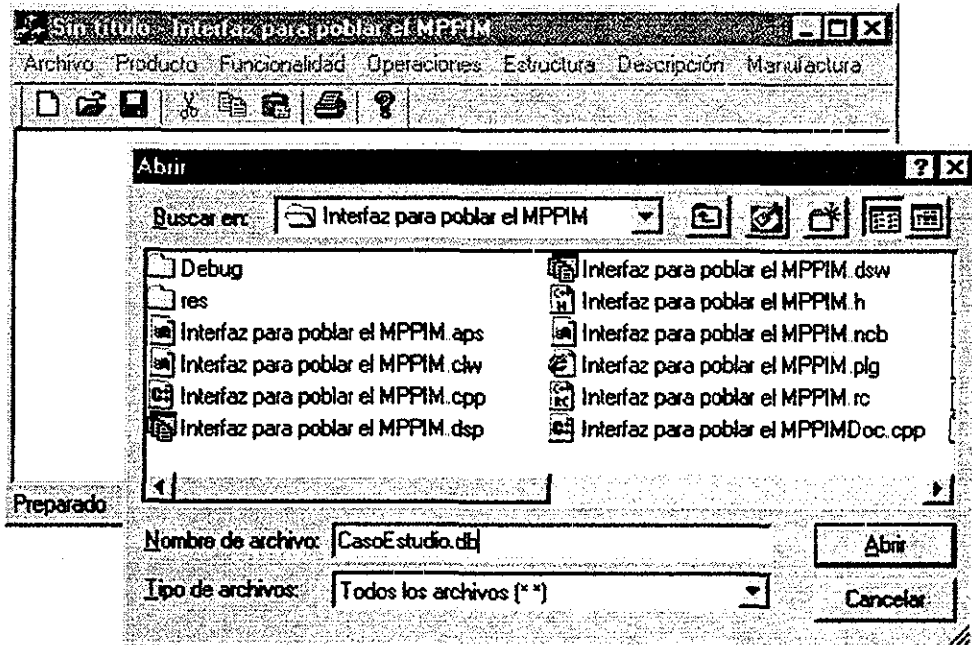 Sin título - Interfaz para poblar el MPPIM
Archivo Producto Funcionalidad Operaciones Estructura Descripción Manufactura
Abrir
Buscar en: Interfaz para poblar el MPPIM
Debug
res
Interfaz para poblar el MPPIM..aps
Interfaz para poblar el MPPIM..clw
Interfaz para poblar el MPPIM..cpp
Interfaz para poblar el MPPIM..dsp
Interfaz para poblar el MPPIM..dsw
Interfaz para poblar el MPPIM..h
Interfaz para poblar el MPPIM..ncb
Interfaz para poblar el MPPIM..plg
Interfaz para poblar el MPPIM..rc
Interfaz para poblar el MPPIMDoc.cpp
Preparado
Nombre de archivo: CasoEstudio.db
Abrir
Tipo de archivos: Todos los archivos (*.*)
Cancelar